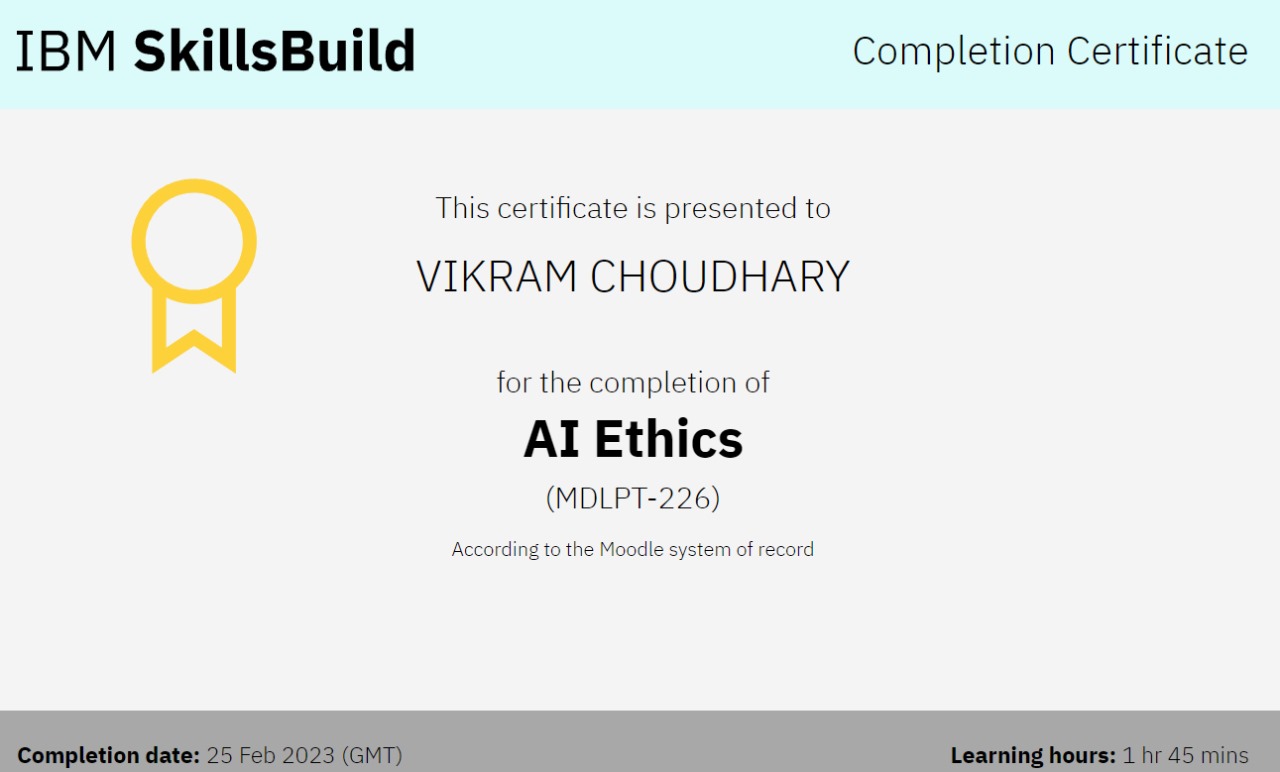 IBM SkillsBuild
Completion Certificate
This certificate is presented to
VIKRAM CHOUDHARY
for the completion of
AI Ethics
(MDLPT-226)
According to the Moodle system of record
Completion date: 25 Feb 2023 (GMT)
Learning hours: 1 hr 45 mins